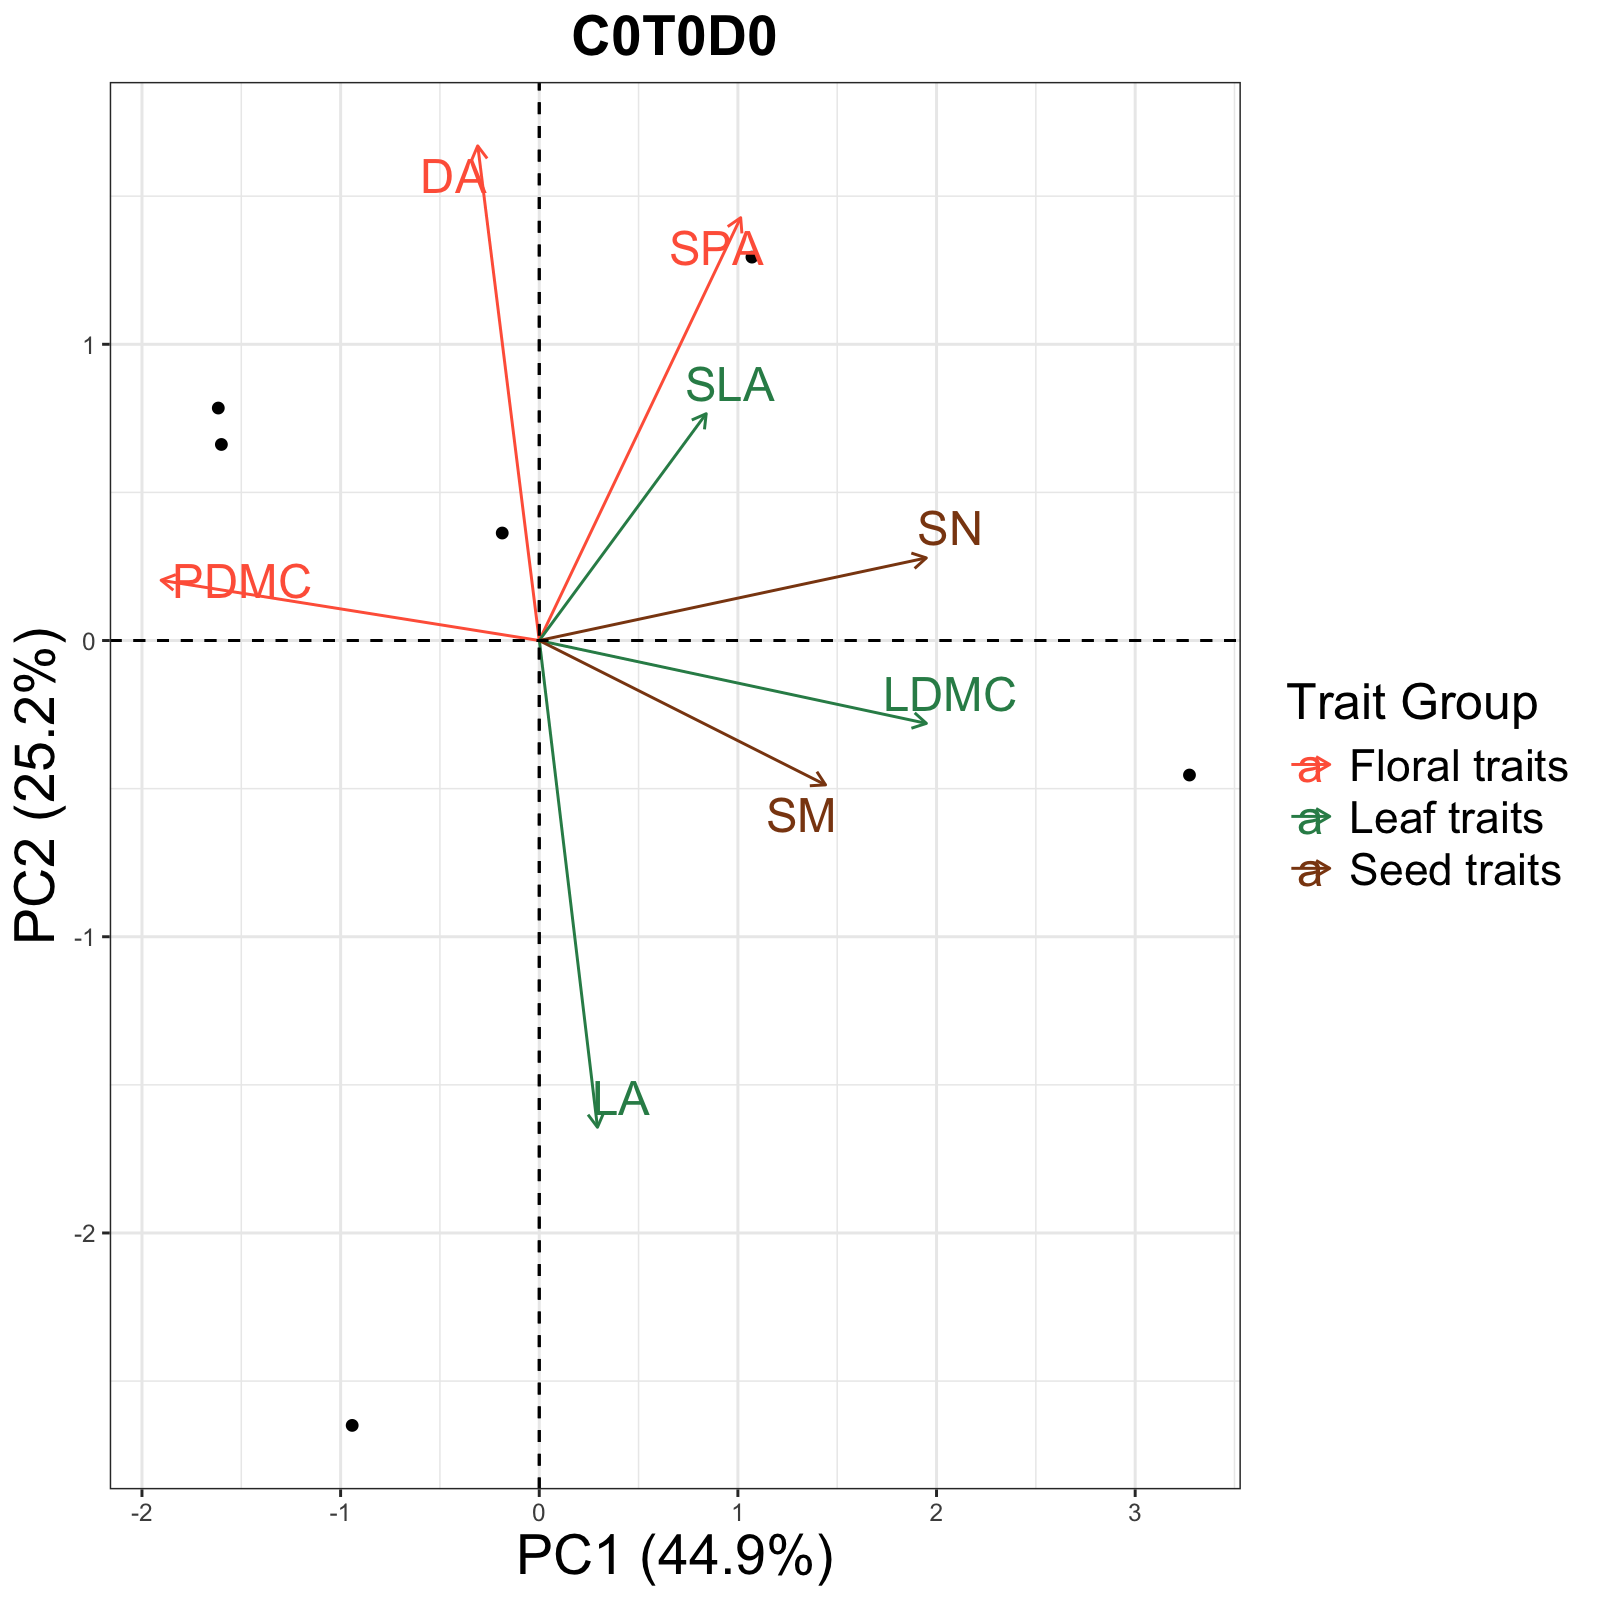 C0T0D0
DA
SPA
SLA
SN
PDMC
LDMC
SM
LA
1
0
-1
-2
PC2 (25.2%)
-2
-1
0
1
2
3
PC1 (44.9%)
Trait Group
a Floral traits
a Leaf traits
a Seed traits